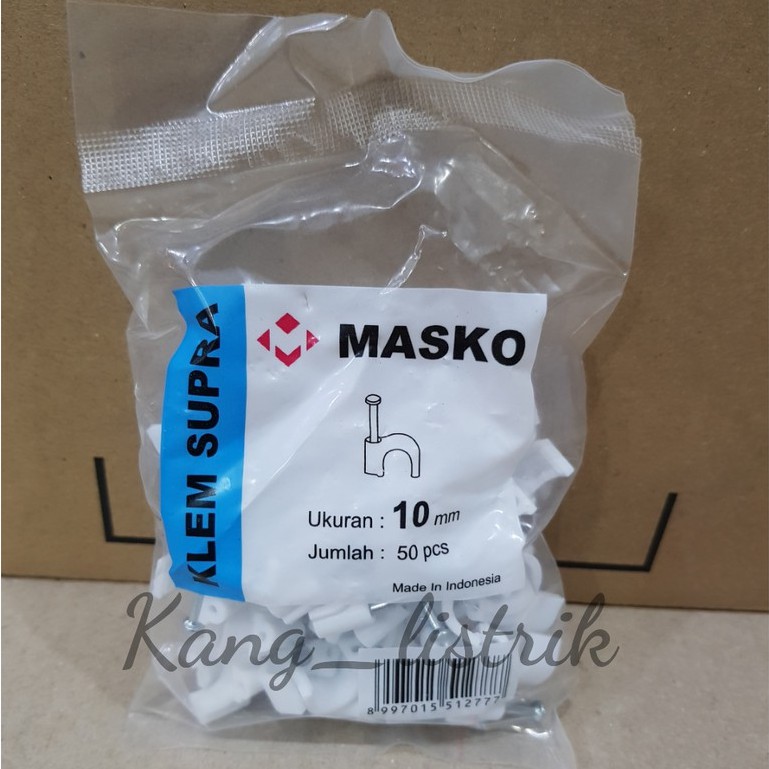 KLEM SUPRA
MASKO
Ukuran : 10 mm
Jumlah : 50 pcs
Made In Indonesia
Kang_listrik
8 997015 512777